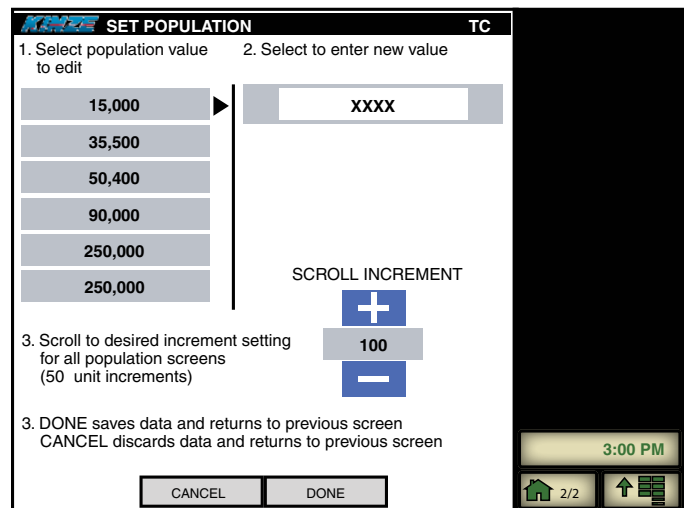 KINZE SET POPULATION TC
1. Select population value
to edit
2. Select to enter new value
15,000
XXXX
35,500
50,400
90,000
250,000
250,000
SCROLL INCREMENT
+
100
—
3. Scroll to desired increment setting
for all population screens
(50 unit increments)
3. DONE saves data and returns to previous screen
CANCEL discards data and returns to previous screen
CANCEL DONE
3:00 PM
2/2